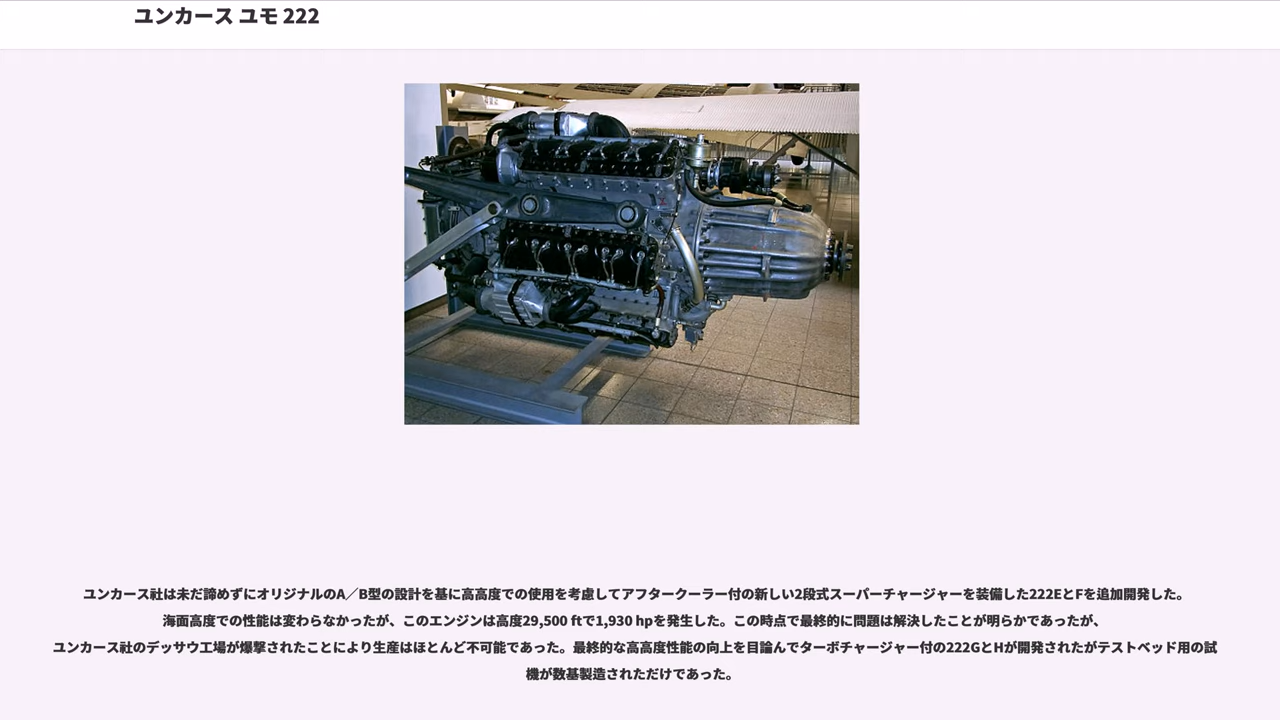 ユンカース ユモ 222
ユンカース社は未だ諦めずにオリジナルのA／B型の設計を基に高高度での使用を考慮してアフタークーラー付の新しい2段式スーパーチャージャーを装備した222EとFを追加開発した。
海面高度での性能は変わらなかったが、このエンジンは高度29,500 ftで1,930 hpを発生した。この時点で最終的に問題は解決したことが明らかであったが、
ユンカース社のデッサウ工場が爆撃されたことにより生産はほとんど不可能であった。最終的な高高度性能の向上を目論んでターボチャージャー付の222GとHが開発されたがテストベッド用の試
機が数基製造されただけであった。